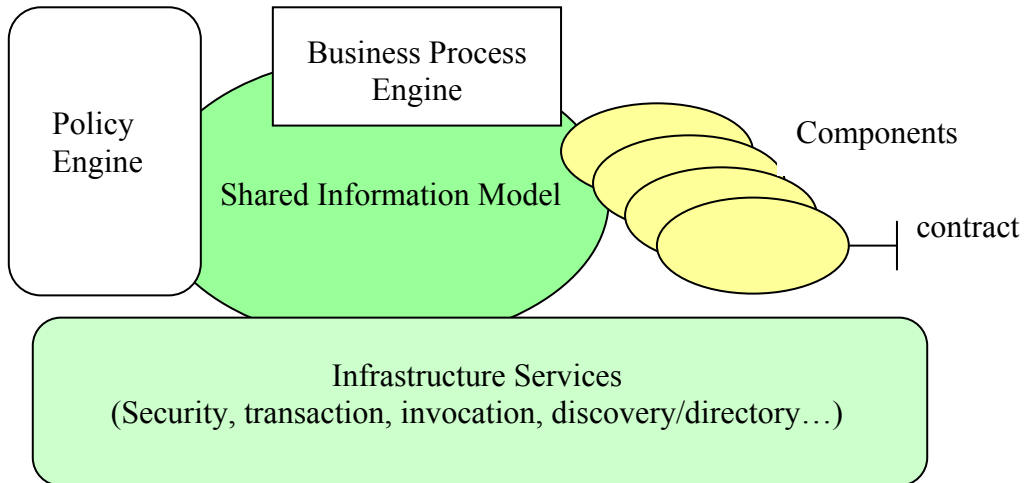 Business Process
Engine
Policy
Engine
Components
Shared Information Model
contract
Infrastructure Services
(Security, transaction, invocation, discovery/directory…)